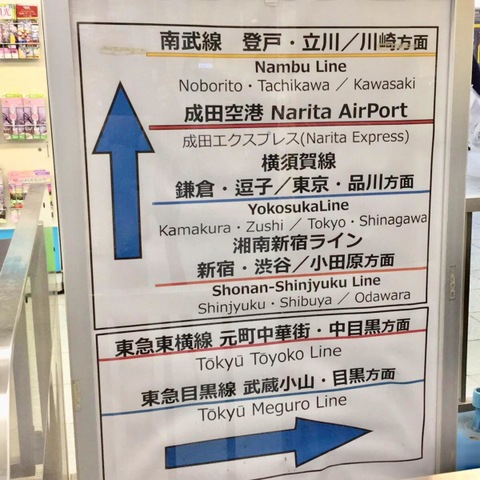 南武線 登戸・立川／川崎方面
Nambu Line
Noborito・Tachikawa ／ Kawasaki
成田空港 Narita AirPort
成田エクスプレス(Narita Express)
横須賀線
鎌倉・逗子／東京・品川方面
YokosukaLine
Kamakura・Zushi ／ Tokyo・Shinagawa
湘南新宿ライン
新宿・渋谷／小田原方面
Shonan-Shinjyuku Line
Shinjyuku・Shibuya ／ Odawara
東急東横線 元町中華街・中目黒方面
Tōkyū Tōyoko Line
東急目黒線 武蔵小山・目黒方面
Tōkyū Meguro Line